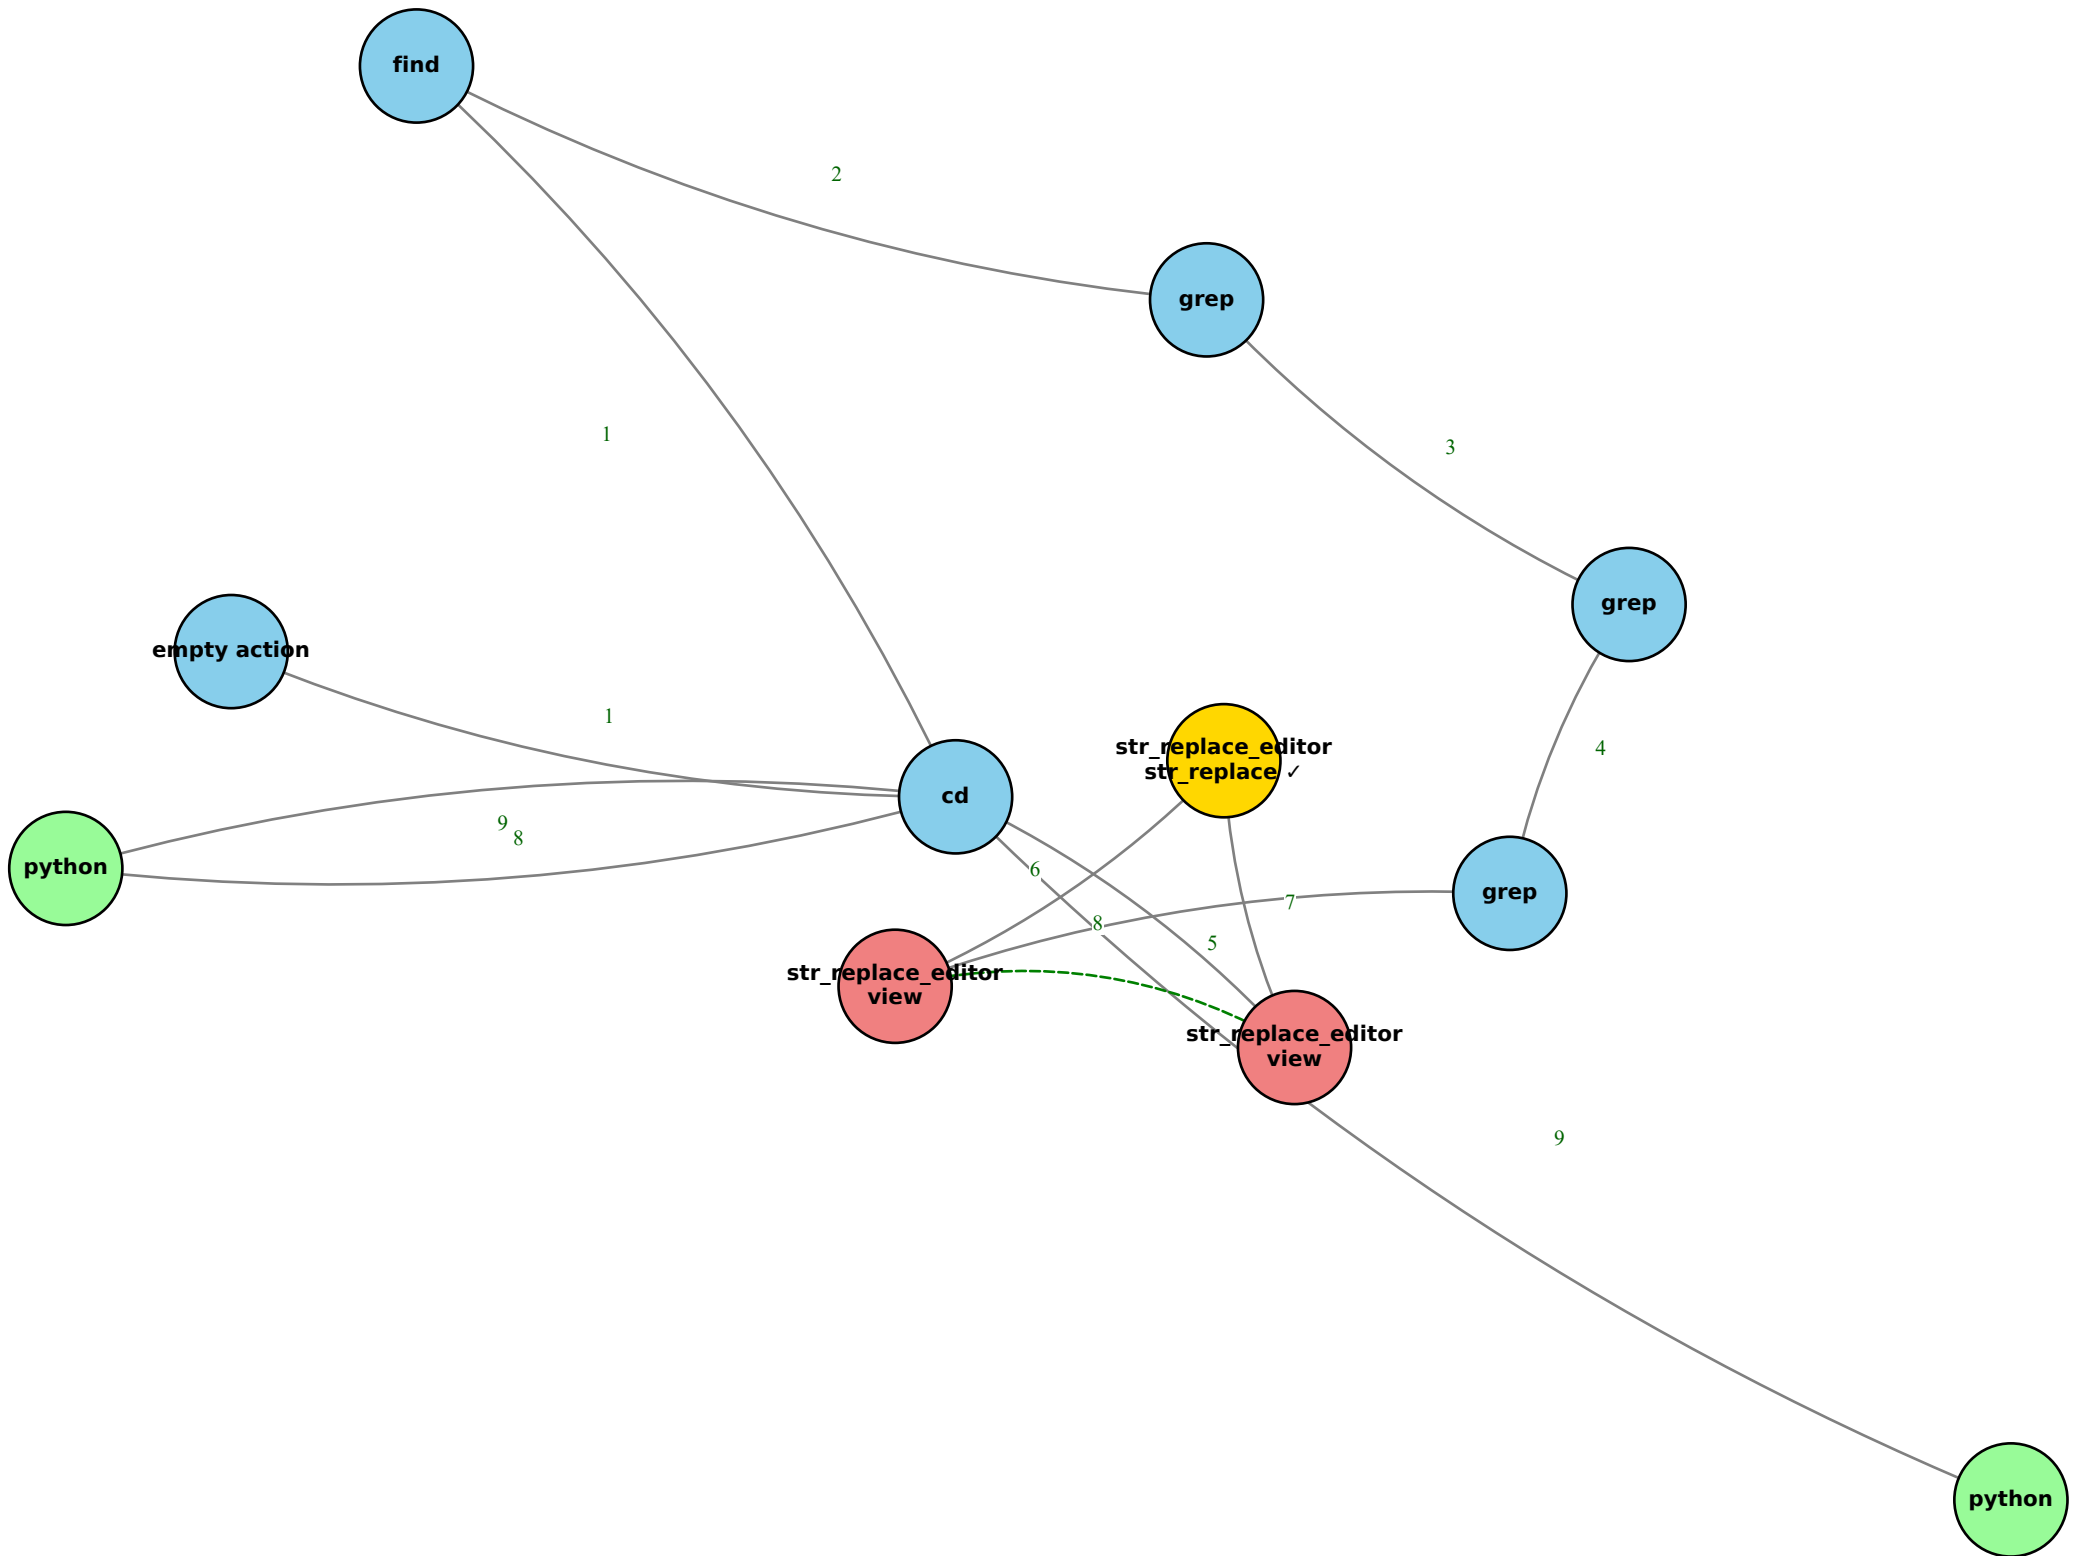 find
2
grep
1
3
grep
empty action
1
4
str_replace_editor
str_replace ✓
cd
9
8
python
6
grep
7
8
5
str_replace_editor
view
str_replace_editor
view
9
python